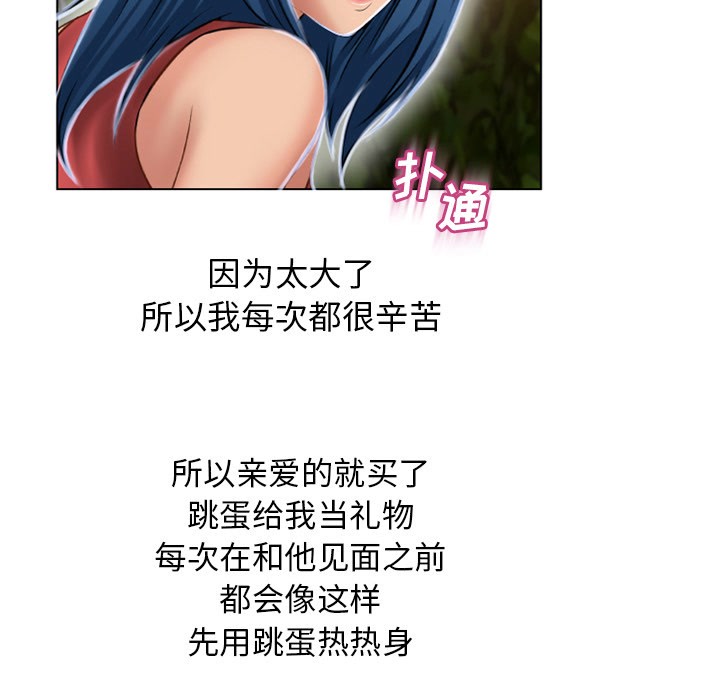 扑通
因为太大了
所以我每次都很辛苦
所以亲爱的就买了
跳蛋给我当礼物
每次在和他见面之前
都会像这样
先用跳蛋热热身